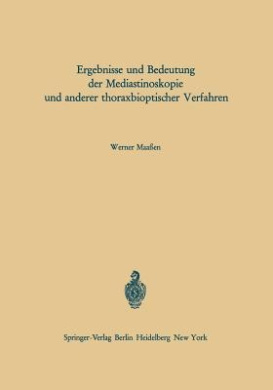 Ergebnisse und Bedeutung
der Mediastinoskopie
und anderer thoraxbioptischer Verfahren
Werner Maaßen
Springer-Verlag Berlin Heidelberg New York